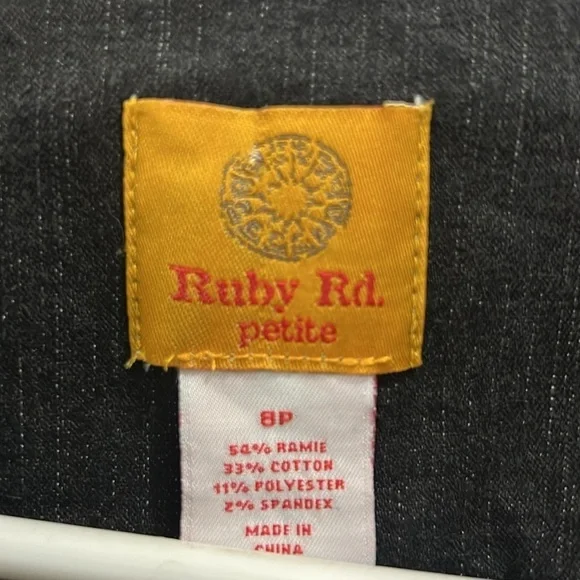 Ruby Rd.
petite
8P
54% RAMIE
33% COTTON
11% POLYESTER
2% SPANDEX
MADE IN
CHINA